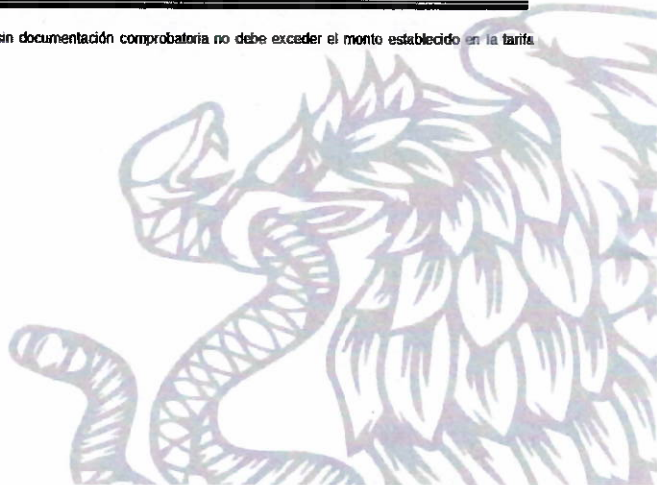 sin documentación comprobatoria no debe exceder el monto establecido en la tarifa